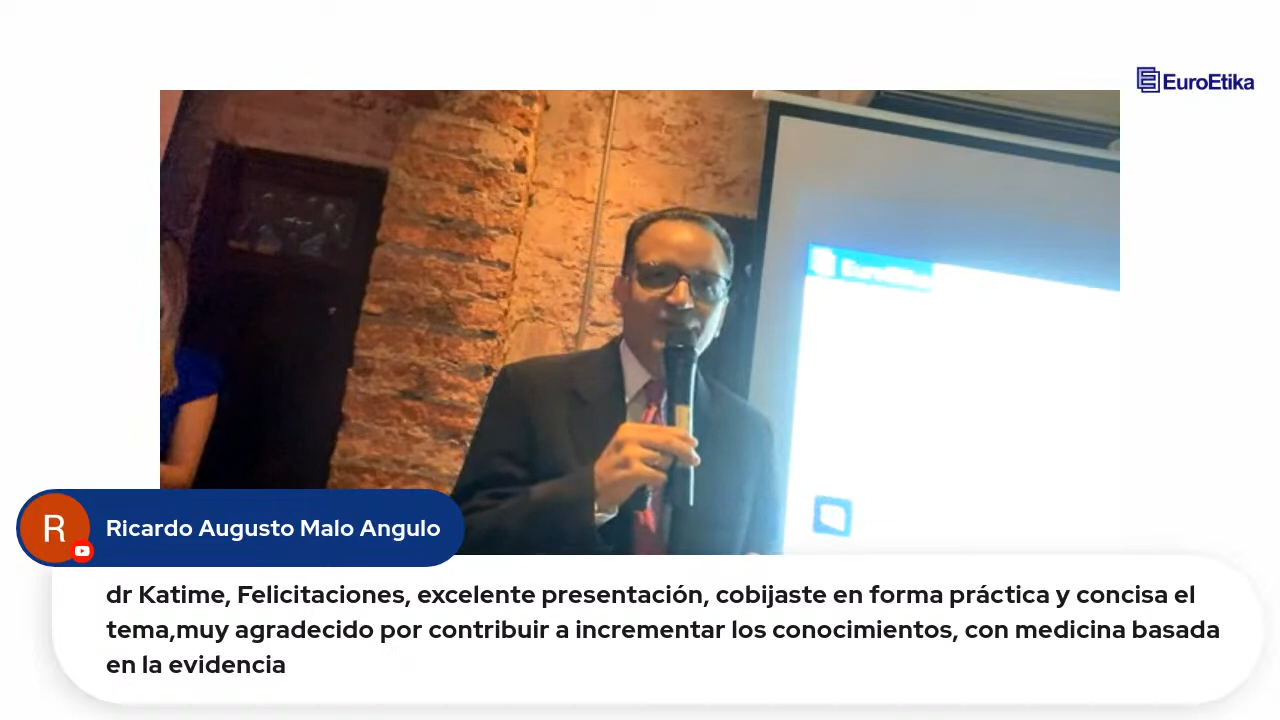 EuroEtika
EuroEtika
R
Ricardo Augusto Malo Angulo
dr Katime, Felicitaciones, excelente presentación, cobijaste en forma práctica y concisa el
tema,muy agradecido por contribuir a incrementar los conocimientos, con medicina basada
en la evidencia